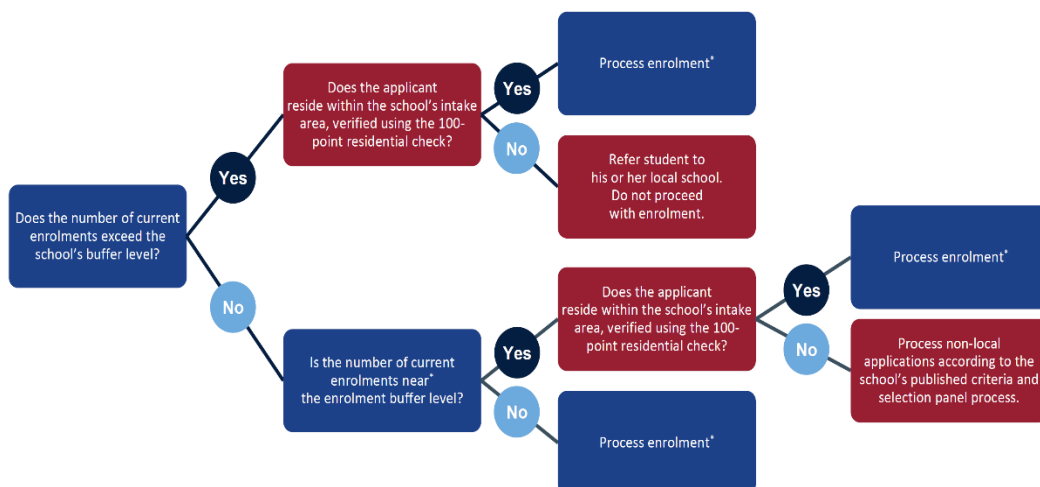 Does the number of current
enrolments exceed the
school's buffer level?
Yes
Does the applicant
reside within the school's intake
area, verified using the 100-
point residential check?
Yes
Process enrolment*
No
Refer student to
his or her local school.
Do not proceed
with enrolment.
No
Is the number of current
enrolments near*
the enrolment buffer level?
Yes
Does the applicant
reside within the school's intake
area, verified using the 100-
point residential check?
Yes
Process enrolment*
No
Process non-local
applications according to the
school's published criteria and
selection panel process.
No
Process enrolment*